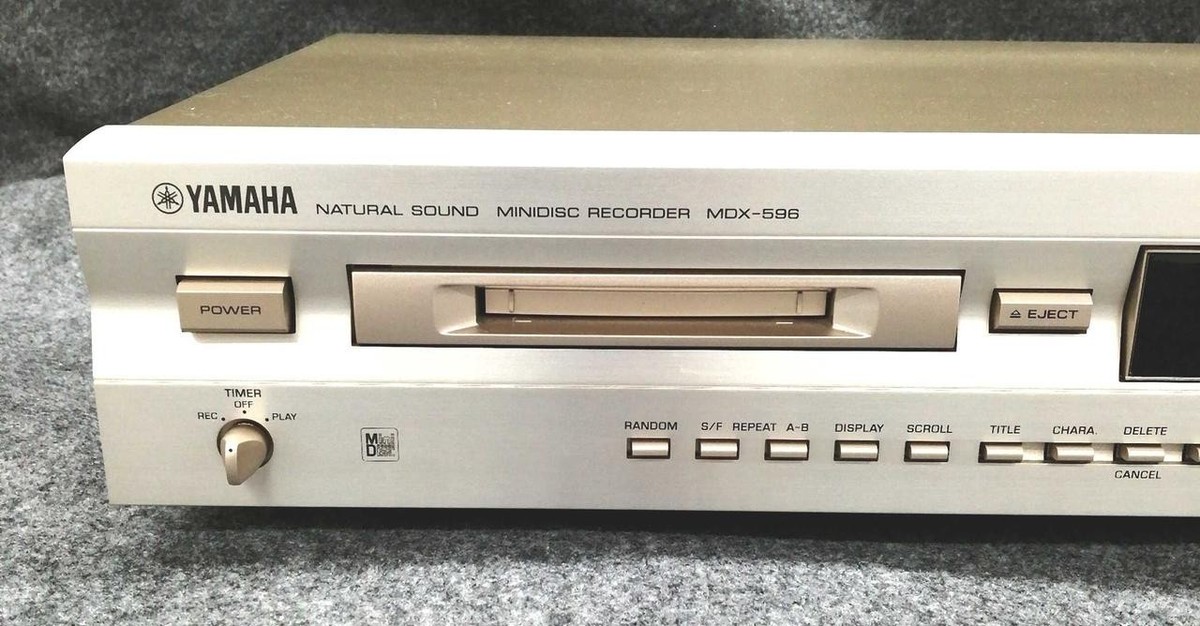 YAMAHA NATURAL SOUND MINIDISC RECORDER MDX-596
POWER
EJECT
TIMER
OFF
REC
PLAY
MD
RANDOM S/F REPEAT A-B DISPLAY SCROLL TITLE CHARA. DELETE
CANCEL